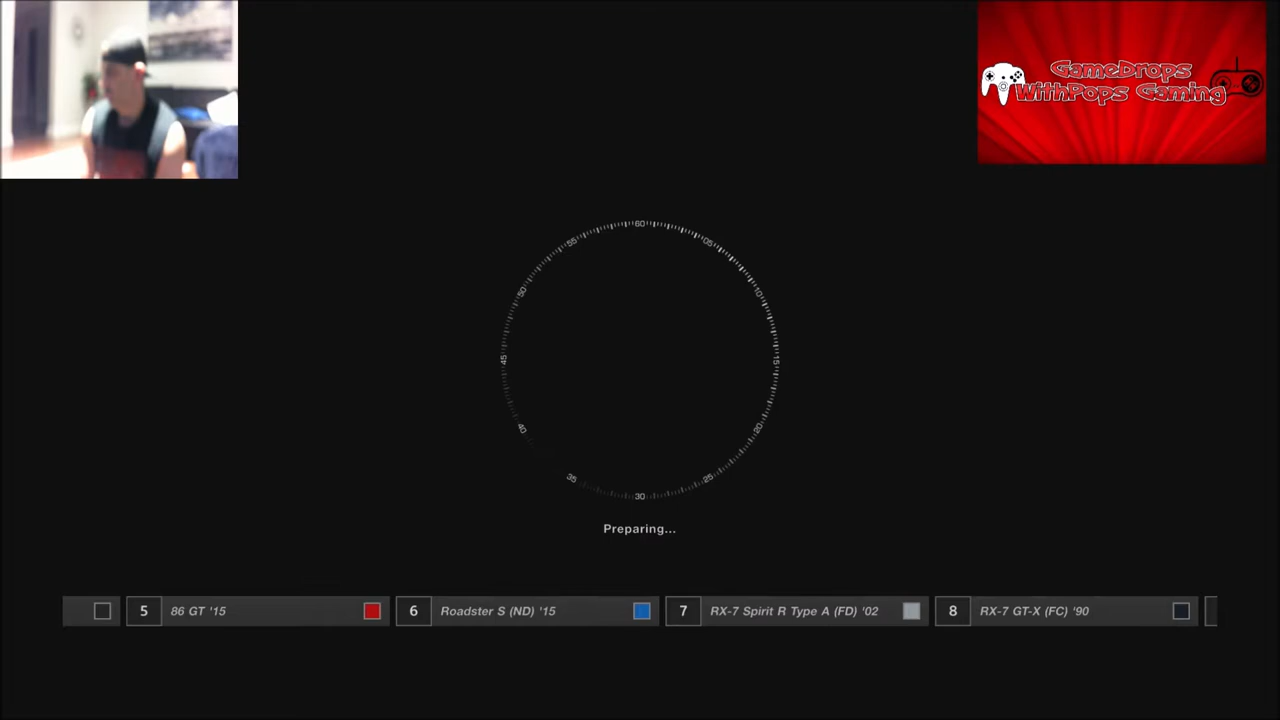 GameDrops
WithPops Gaming
60
05
10
15
20
25
30
35
40
45
50
55
Preparing...
5 86 GT '15
6 Roadster S (ND) '15
7 RX-7 Spirit R Type A (FD) '02
8 RX-7 GT-X (FC) '90